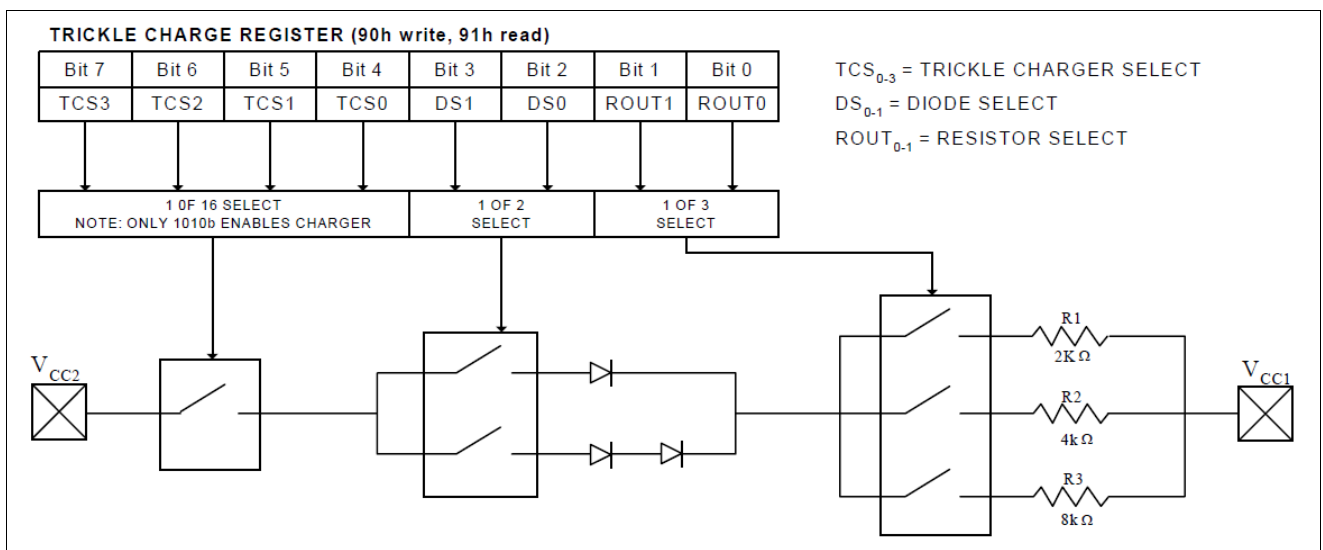 TRICKLE CHARGE REGISTER (90h write, 91h read)
Bit 7 Bit 6 Bit 5 Bit 4 Bit 3 Bit 2 Bit 1 Bit 0
TCS3 TCS2 TCS1 TCS0 DS1 DS0 ROUT1 ROUT0
TCS0-3 = TRICKLE CHARGER SELECT
DS0-1 = DIODE SELECT
ROUT0-1 = RESISTOR SELECT
1 0F 16 SELECT
NOTE: ONLY 1010b ENABLES CHARGER
1 OF 2
SELECT
1 OF 3
SELECT
VCC2
R1
2K Ω
R2
4k Ω
R3
8k Ω
VCC1